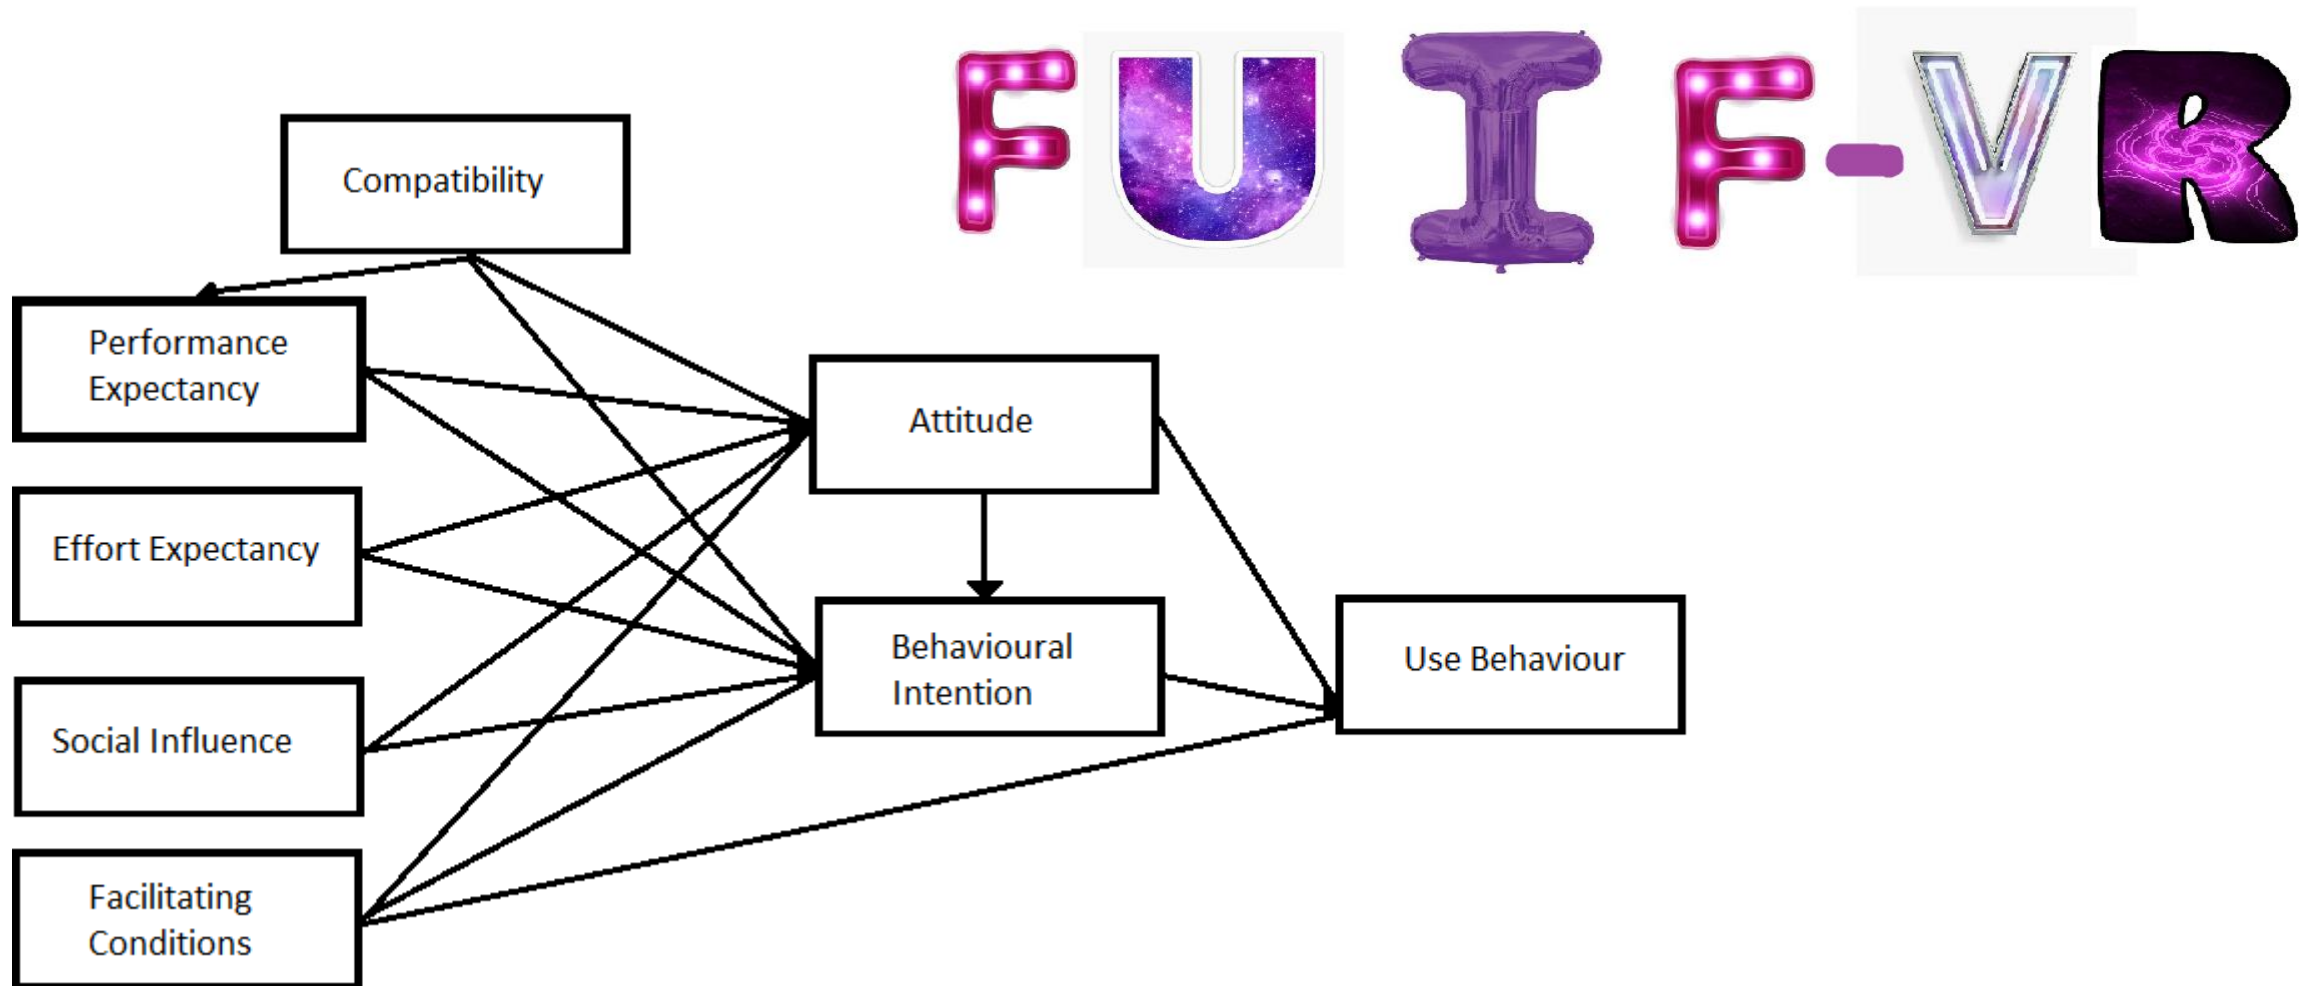 FUIF-VR
Compatibility
Performance
Expectancy
Attitude
Effort Expectancy
Behavioural
Intention
Use Behaviour
Social Influence
Facilitating
Conditions